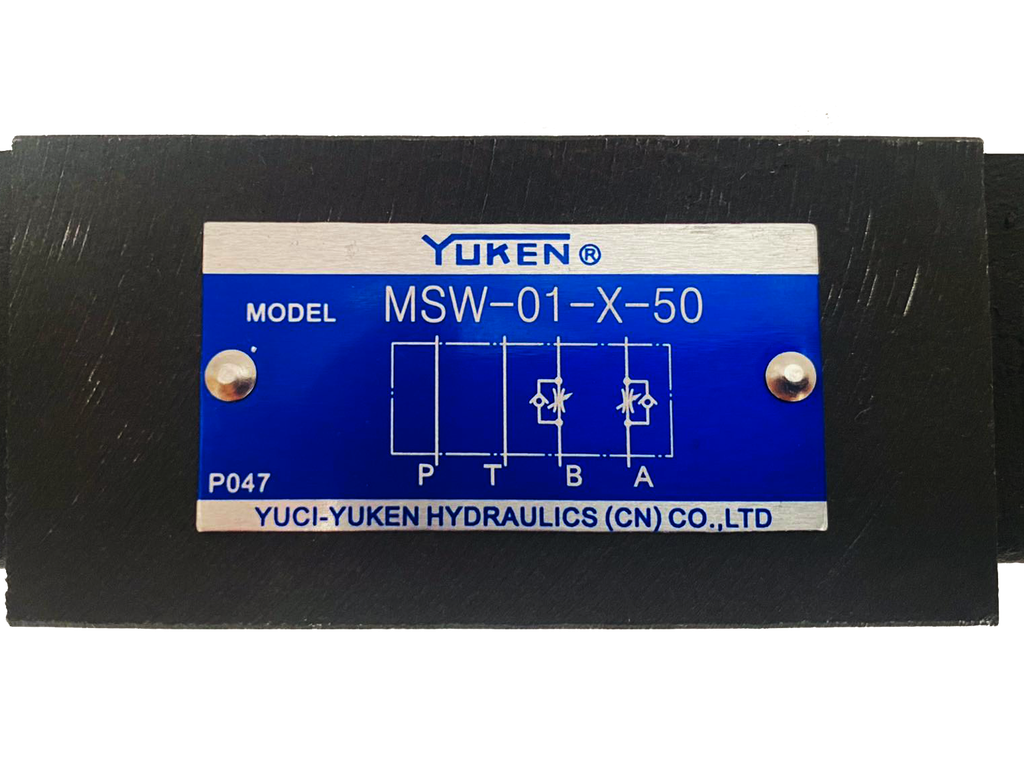 YUKEN®
MODEL MSW-01-X-50
P T B A
P047
YUCI-YUKEN HYDRAULICS (CN) CO.,LTD